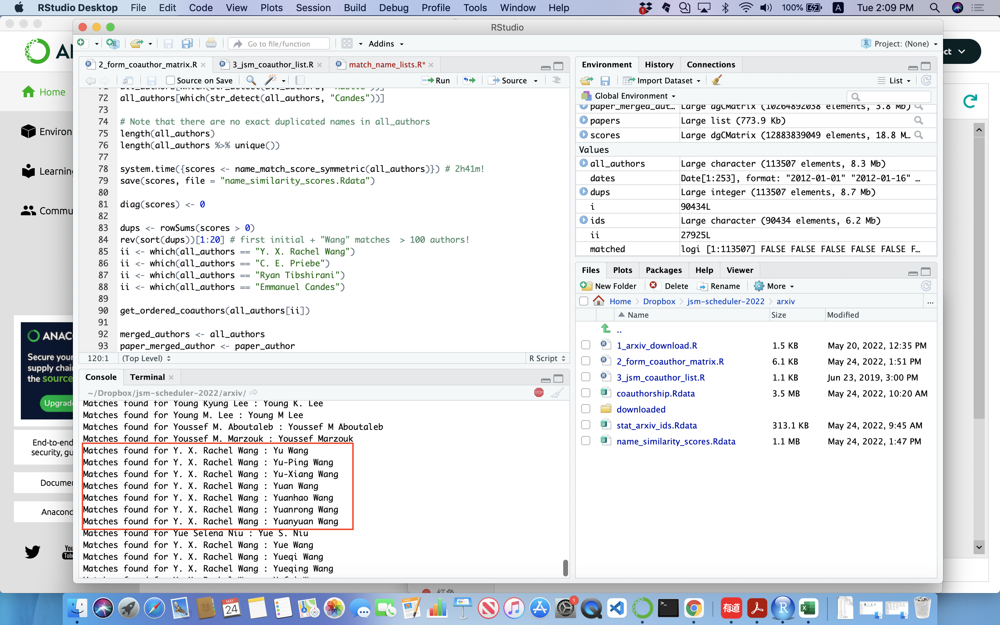 RStudio Desktop File Edit Code View Plots Session Build Debug Profile Tools Window Help 1 100% A Tue 2:09 PM
RStudio
Go to file/function Addins Project: (None)
2_form_coauthor_matrix.R 3_jsm_coauthor_list.R match_name_lists.R*
Source on Save Run Source
72 all_authors[which(str_detect(all_authors, "Candes"))]
73
74 # Note that there are no exact duplicated names in all_authors
75 length(all_authors)
76 length(all_authors %>% unique())
77
78 system.time({scores <- name_match_score_symmetric(all_authors)}) # 2h41m!
79 save(scores, file = "name_similarity_scores.Rdata")
80
81 diag(scores) <- 0
82
83 dups <- rowSums(scores > 0)
84 rev(sort(dups))[1:20] # first initial + "Wang" matches  > 100 authors!
85 ii <- which(all_authors == "Y. X. Rachel Wang")
86 ii <- which(all_authors == "C. E. Priebe")
87 ii <- which(all_authors == "Ryan Tibshirani")
88 ii <- which(all_authors == "Emmanuel Candes")
89
90 get_ordered_coauthors(all_authors[ii])
91
92 merged_authors <- all_authors
93 paper_merged_author <- paper_author
120:1 (Top Level) R Script
Console Terminal
~/Dropbox/jsm-scheduler-2022/arxiv/
STOP
Matches found for Young Kyung Lee : Young K. Lee
Matches found for Young M. Lee : Young M Lee
Matches found for Youssef M. Aboutaleb : Youssef M Aboutaleb
Matches found for Youssef M. Marzouk : Youssef Marzouk
Matches found for Y. X. Rachel Wang : Yu Wang
Matches found for Y. X. Rachel Wang : Yu-Ping Wang
Matches found for Y. X. Rachel Wang : Yu-Xiang Wang
Matches found for Y. X. Rachel Wang : Yuan Wang
Matches found for Y. X. Rachel Wang : Yuanhao Wang
Matches found for Y. X. Rachel Wang : Yuanrong Wang
Matches found for Y. X. Rachel Wang : Yuanyuan Wang
Matches found for Yue Selena Niu : Yue S. Niu
Matches found for Y. X. Rachel Wang : Yue Wang
Matches found for Y. X. Rachel Wang : Yueqi Wang
Matches found for Y. X. Rachel Wang : Yueqing Wang
Environment History Connections
Import Dataset List
Global Environment
paper_merged_aut… Large dgCMatrix (10264892038 elements, 3.8 Mb)
papers Large list (773.9 Kb)
scores Large dgCMatrix (12883839049 elements, 18.8 M…
Values
all_authors Large character (113507 elements, 8.3 Mb)
dates Date[1:253], format: "2012-01-01" "2012-01-16" …
dups Large integer (113507 elements, 8.7 Mb)
i 90434L
ids Large character (90434 elements, 6.2 Mb)
ii 27925L
matched logi [1:113507] FALSE FALSE FALSE FALSE FALSE F…
Files Plots Packages Help Viewer
New Folder Delete Rename More
Home Dropbox jsm-scheduler-2022 arxiv ...
Name Size Modified
..
1_arxiv_download.R 1.5 KB May 20, 2022, 12:35 PM
2_form_coauthor_matrix.R 6.1 KB May 24, 2022, 1:51 PM
3_jsm_coauthor_list.R 1.1 KB Jun 23, 2019, 3:00 PM
coauthorship.Rdata 3.5 MB May 24, 2022, 10:20 AM
downloaded
stat_arxiv_ids.Rdata 313.1 KB May 24, 2022, 9:45 AM
name_similarity_scores.Rdata 1.1 MB May 24, 2022, 1:47 PM
Home
Environ
Learning
Commu
ANAC
Secure your
supply chai
the source
Upgrad
End-to-end
security, gu
Docume
Anacond
You
Tube
ct
MAY
24
PAGES
1
有道
R
X